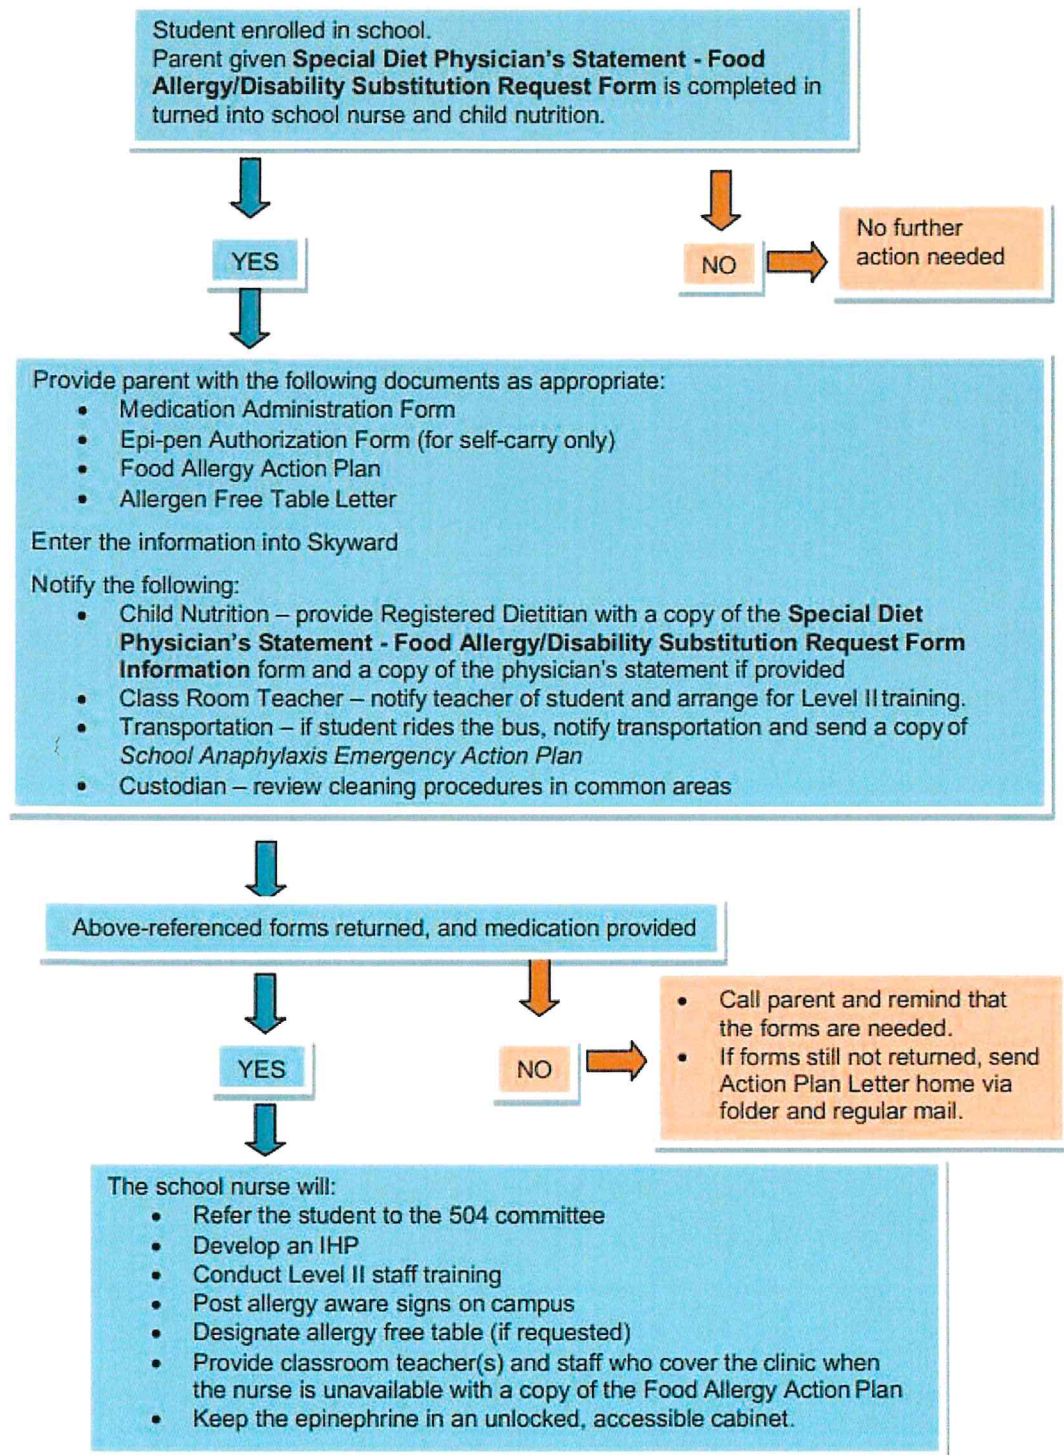 Student enrolled in school.
Parent given Special Diet Physician's Statement - Food
Allergy/Disability Substitution Request Form is completed in
turned into school nurse and child nutrition.
YES
NO
No further
action needed
Provide parent with the following documents as appropriate:
• Medication Administration Form
• Epi-pen Authorization Form (for self-carry only)
• Food Allergy Action Plan
• Allergen Free Table Letter
Enter the information into Skyward
Notify the following:
• Child Nutrition – provide Registered Dietitian with a copy of the Special Diet
Physician's Statement - Food Allergy/Disability Substitution Request Form
Information form and a copy of the physician's statement if provided
• Class Room Teacher – notify teacher of student and arrange for Level II training.
• Transportation – if student rides the bus, notify transportation and send a copy of
School Anaphylaxis Emergency Action Plan
• Custodian – review cleaning procedures in common areas
Above-referenced forms returned, and medication provided
YES
NO
• Call parent and remind that
the forms are needed.
• If forms still not returned, send
Action Plan Letter home via
folder and regular mail.
The school nurse will:
• Refer the student to the 504 committee
• Develop an IHP
• Conduct Level II staff training
• Post allergy aware signs on campus
• Designate allergy free table (if requested)
• Provide classroom teacher(s) and staff who cover the clinic when
the nurse is unavailable with a copy of the Food Allergy Action Plan
• Keep the epinephrine in an unlocked, accessible cabinet.